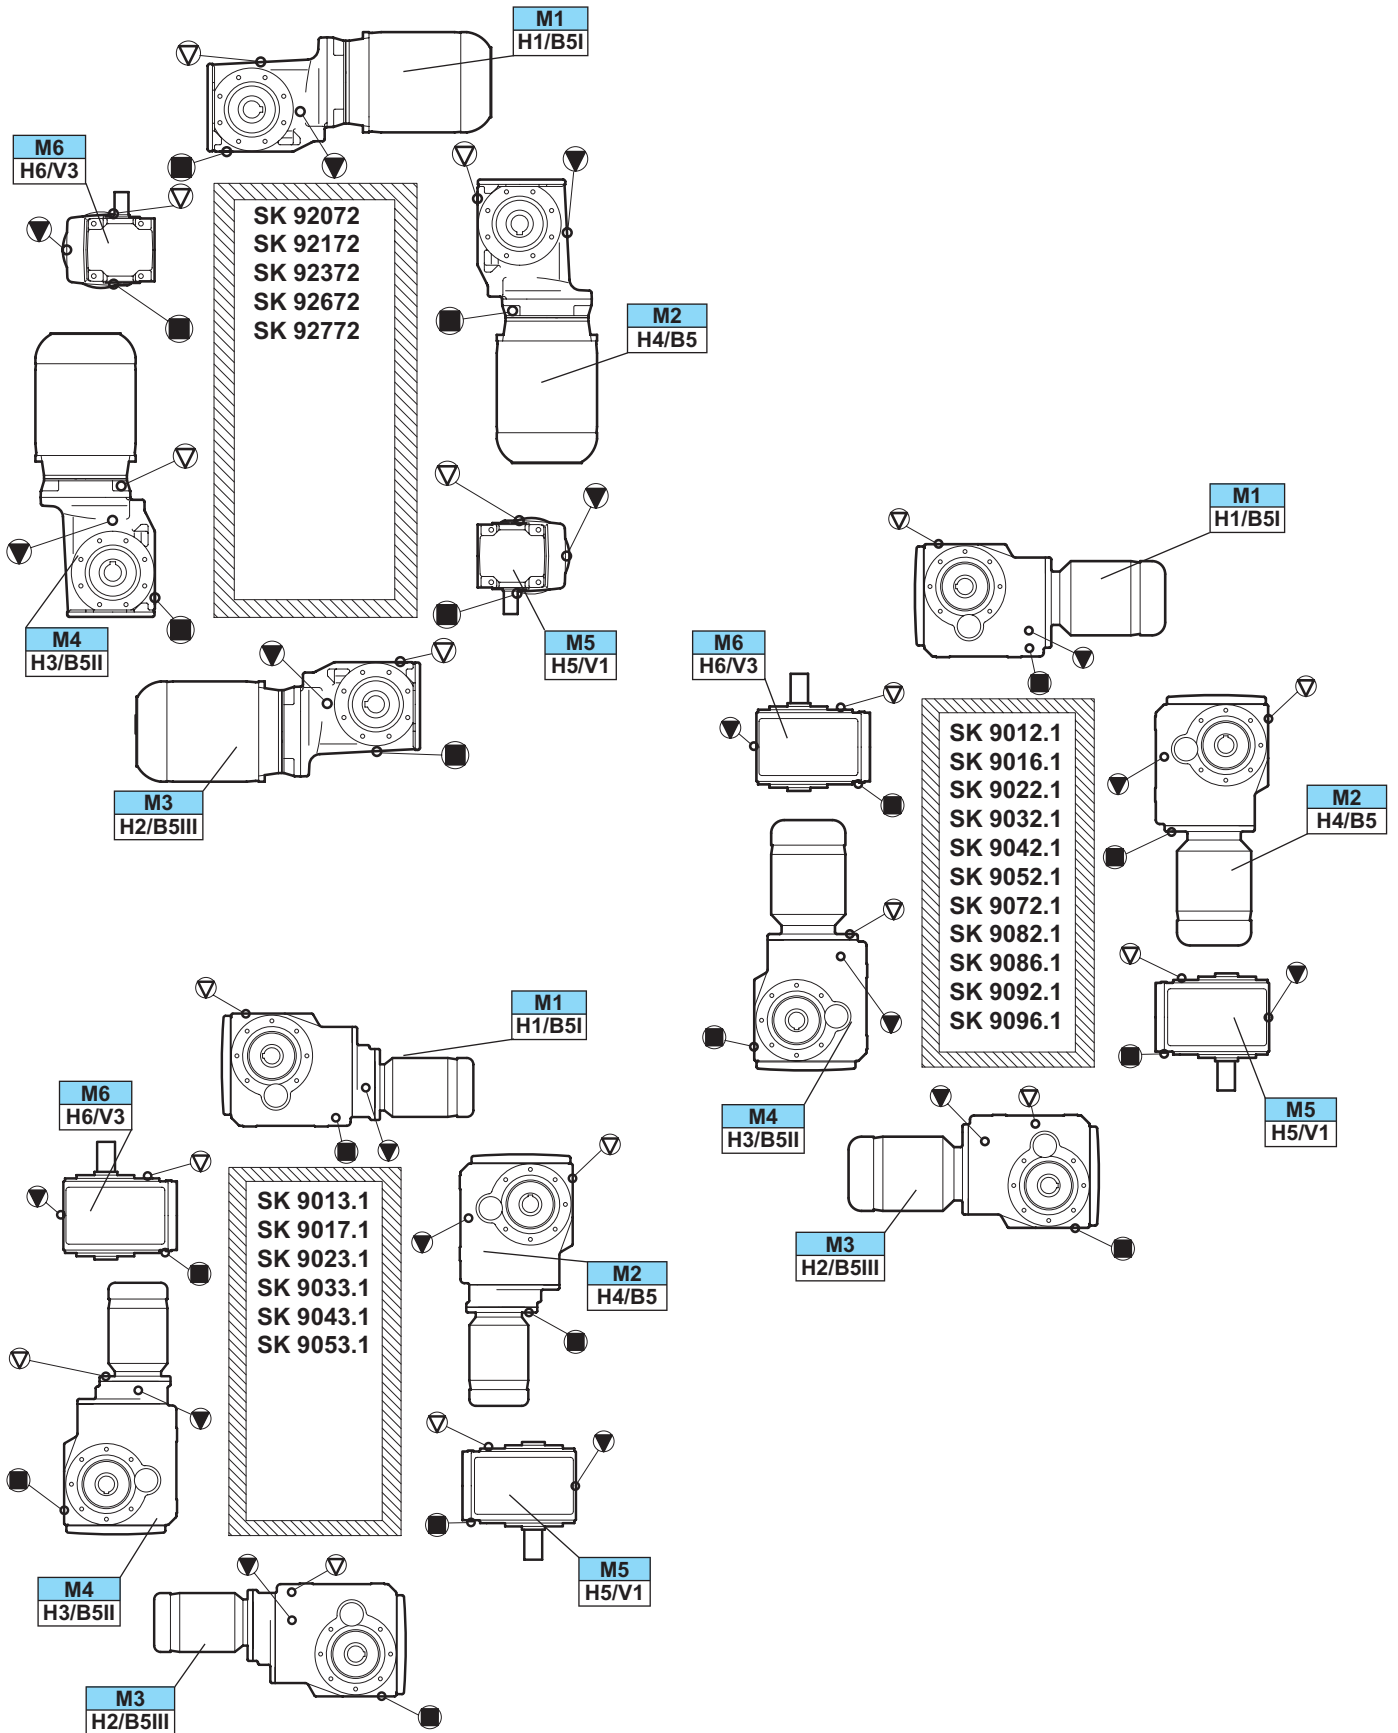 M1
H1/B5I
M6
H6/V3
SK 92072
SK 92172
SK 92372
SK 92672
SK 92772
M2
H4/B5
M4
H3/B5II
M5
H5/V1
M3
H2/B5III
M1
H1/B5I
M6
H6/V3
SK 9012.1
SK 9016.1
SK 9022.1
SK 9032.1
SK 9042.1
SK 9052.1
SK 9072.1
SK 9082.1
SK 9086.1
SK 9092.1
SK 9096.1
M2
H4/B5
M4
H3/B5II
M5
H5/V1
M3
H2/B5III
M1
H1/B5I
M6
H6/V3
SK 9013.1
SK 9017.1
SK 9023.1
SK 9033.1
SK 9043.1
SK 9053.1
M2
H4/B5
M4
H3/B5II
M5
H5/V1
M3
H2/B5III